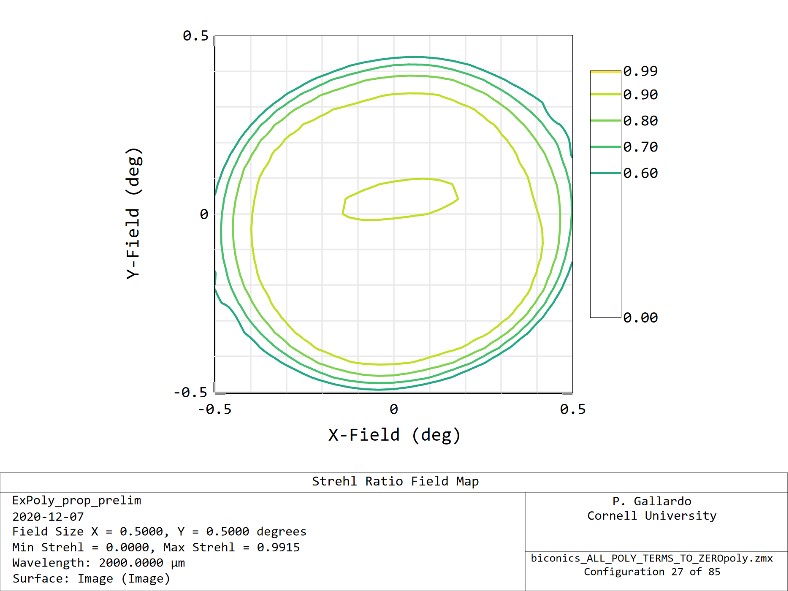 0.5
0
-0.5
Y-Field (deg)
-0.5 0 0.5
X-Field (deg)
0.99
0.90
0.80
0.70
0.60
0.00
Strehl Ratio Field Map
ExPoly_prop_prelim
2020-12-07
Field Size X = 0.5000, Y = 0.5000 degrees
Min Strehl = 0.0000, Max Strehl = 0.9915
Wavelength: 2000.0000 μm
Surface: Image (Image)
P. Gallardo
Cornell University
biconics_ALL_POLY_TERMS_TO_ZEROpoly.zmx
Configuration 27 of 85